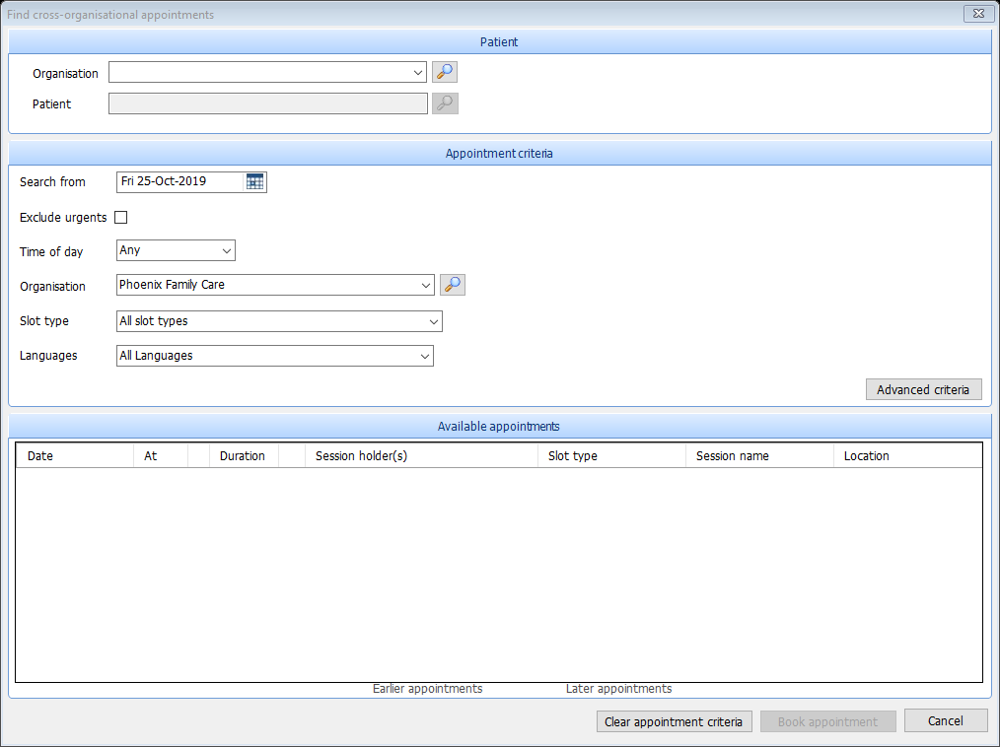 Find cross-organisational appointments
Patient
Organisation
Patient
Appointment criteria
Search from Fri 25-Oct-2019
Exclude urgents
Time of day Any
Organisation Phoenix Family Care
Slot type All slot types
Languages All Languages
Advanced criteria
Available appointments
Date At Duration Session holder(s) Slot type Session name Location
Earlier appointments Later appointments
Clear appointment criteria Book appointment Cancel